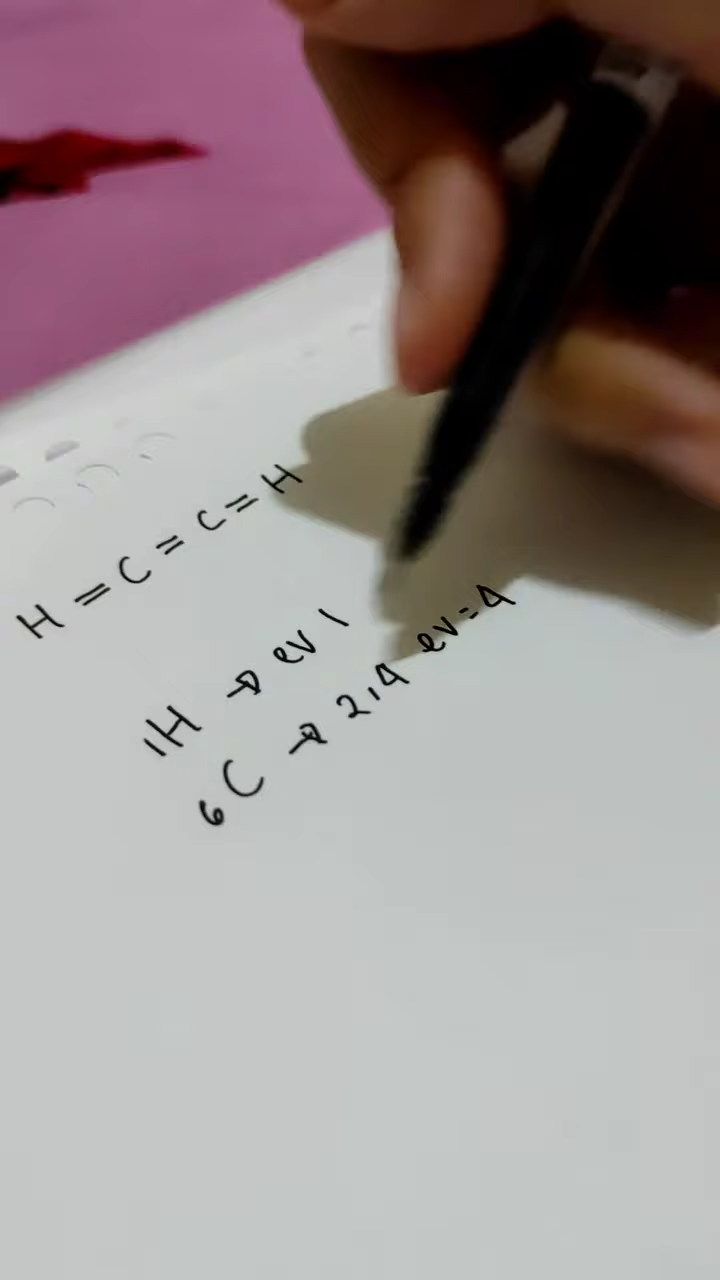 H = C = C = H
1H → ev 1
6C → 2,4 ev = 4